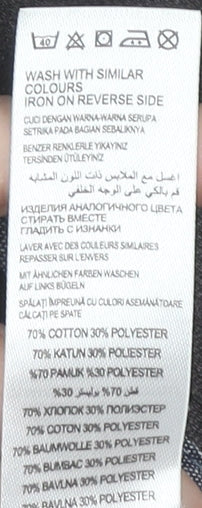 40
WASH WITH SIMILAR
COLOURS
IRON ON REVERSE SIDE
CUCI DENGAN WARNA-WARNA SERUPA
SETRIKA PADA BAGIAN SEBALIKNYA
BENZER RENKLERLE YIKAYINIZ
TERSİNDEN ÜTÜLEYİNİZ
اغسل مع الملابس ذات اللون المشابه
قم بالكي على الوجه الخلفي
ИЗДЕЛИЯ АНАЛОГИЧНОГО ЦВЕТА
СТИРАТЬ ВМЕСТЕ
ГЛАДИТЬ С ИЗНАНКИ
LAVER AVEC DES COULEURS SIMILAIRES
REPASSER SUR L'ENVERS
MIT ÄHNLICHEN FARBEN WASCHEN
AUF LINKS BÜGELN
SPĂLAȚI ÎMPREUNĂ CU CULORI ASEMĂNĂTOARE
CĂLCAȚI PE SPATE
70% COTTON 30% POLYESTER
70% KATUN 30% POLIESTER
%70 PAMUK %30 POLYESTER
قطن 70% بوليستر 30%
70% ХЛОПОК 30% ПОЛИЭСТЕР
70% COTON 30% POLYESTER
70% BAUMWOLLE 30% POLYESTER
70% BUMBAC 30% POLIESTER
70% BAVLNA 30% POLYESTER
70% BAVLNA 30% POLYESTER